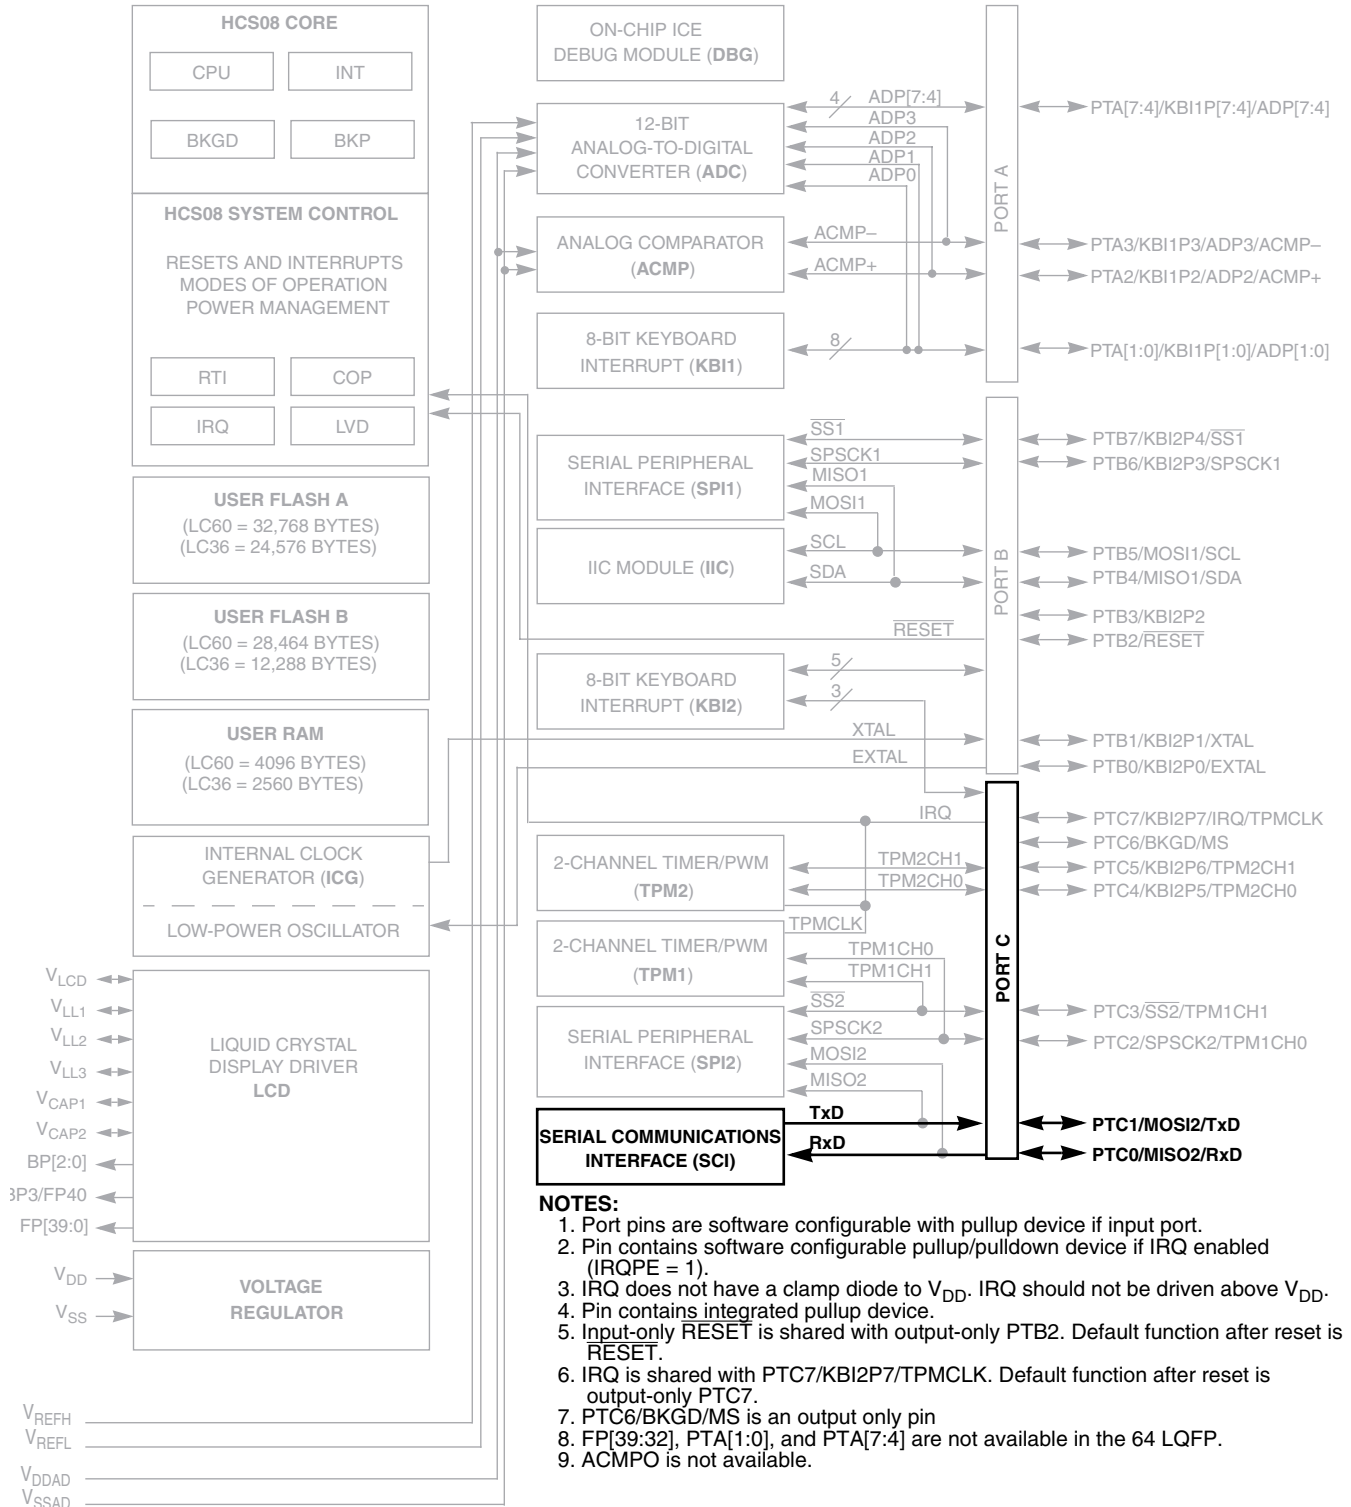 HCS08 CORE
CPU
INT
BKGD
BKP
HCS08 SYSTEM CONTROL
RESETS AND INTERRUPTS
MODES OF OPERATION
POWER MANAGEMENT
RTI
COP
IRQ
LVD
USER FLASH A
(LC60 = 32,768 BYTES)
(LC36 = 24,576 BYTES)
USER FLASH B
(LC60 = 28,464 BYTES)
(LC36 = 12,288 BYTES)
USER RAM
(LC60 = 4096 BYTES)
(LC36 = 2560 BYTES)
INTERNAL CLOCK
GENERATOR (ICG)
LOW-POWER OSCILLATOR
VLCD
VLL1
VLL2
VLL3
VCAP1
VCAP2
BP[2:0]
BP3/FP40
FP[39:0]
LIQUID CRYSTAL
DISPLAY DRIVER
LCD
VDD
VSS
VOLTAGE
REGULATOR
VREFH
VREFL
VDDAD
VSSAD
ON-CHIP ICE
DEBUG MODULE (DBG)
12-BIT
ANALOG-TO-DIGITAL
CONVERTER (ADC)
4
ADP[7:4]
ADP3
ADP2
ADP1
ADP0
ANALOG COMPARATOR
(ACMP)
ACMP–
ACMP+
8-BIT KEYBOARD
INTERRUPT (KBI1)
8
PORT A
PTA[7:4]/KBI1P[7:4]/ADP[7:4]
PTA3/KBI1P3/ADP3/ACMP–
PTA2/KBI1P2/ADP2/ACMP+
PTA[1:0]/KBI1P[1:0]/ADP[1:0]
SERIAL PERIPHERAL
INTERFACE (SPI1)
SS1
SPSCK1
MISO1
MOSI1
IIC MODULE (IIC)
SCL
SDA
RESET
8-BIT KEYBOARD
INTERRUPT (KBI2)
5
3
XTAL
EXTAL
PORT B
PTB7/KBI2P4/SS1
PTB6/KBI2P3/SPSCK1
PTB5/MOSI1/SCL
PTB4/MISO1/SDA
PTB3/KBI2P2
PTB2/RESET
PTB1/KBI2P1/XTAL
PTB0/KBI2P0/EXTAL
IRQ
2-CHANNEL TIMER/PWM
(TPM2)
TPM2CH1
TPM2CH0
TPMCLK
2-CHANNEL TIMER/PWM
(TPM1)
TPM1CH0
TPM1CH1
SS2
SPSCK2
MOSI2
MISO2
SERIAL PERIPHERAL
INTERFACE (SPI2)
TxD
RxD
SERIAL COMMUNICATIONS
INTERFACE (SCI)
PORT C
PTC7/KBI2P7/IRQ/TPMCLK
PTC6/BKGD/MS
PTC5/KBI2P6/TPM2CH1
PTC4/KBI2P5/TPM2CH0
PTC3/SS2/TPM1CH1
PTC2/SPSCK2/TPM1CH0
PTC1/MOSI2/TxD
PTC0/MISO2/RxD
NOTES:
1. Port pins are software configurable with pullup device if input port.
2. Pin contains software configurable pullup/pulldown device if IRQ enabled
(IRQPE = 1).
3. IRQ does not have a clamp diode to VDD. IRQ should not be driven above VDD.
4. Pin contains integrated pullup device.
5. Input-only RESET is shared with output-only PTB2. Default function after reset is
RESET.
6. IRQ is shared with PTC7/KBI2P7/TPMCLK. Default function after reset is
output-only PTC7.
7. PTC6/BKGD/MS is an output only pin
8. FP[39:32], PTA[1:0], and PTA[7:4] are not available in the 64 LQFP.
9. ACMPO is not available.